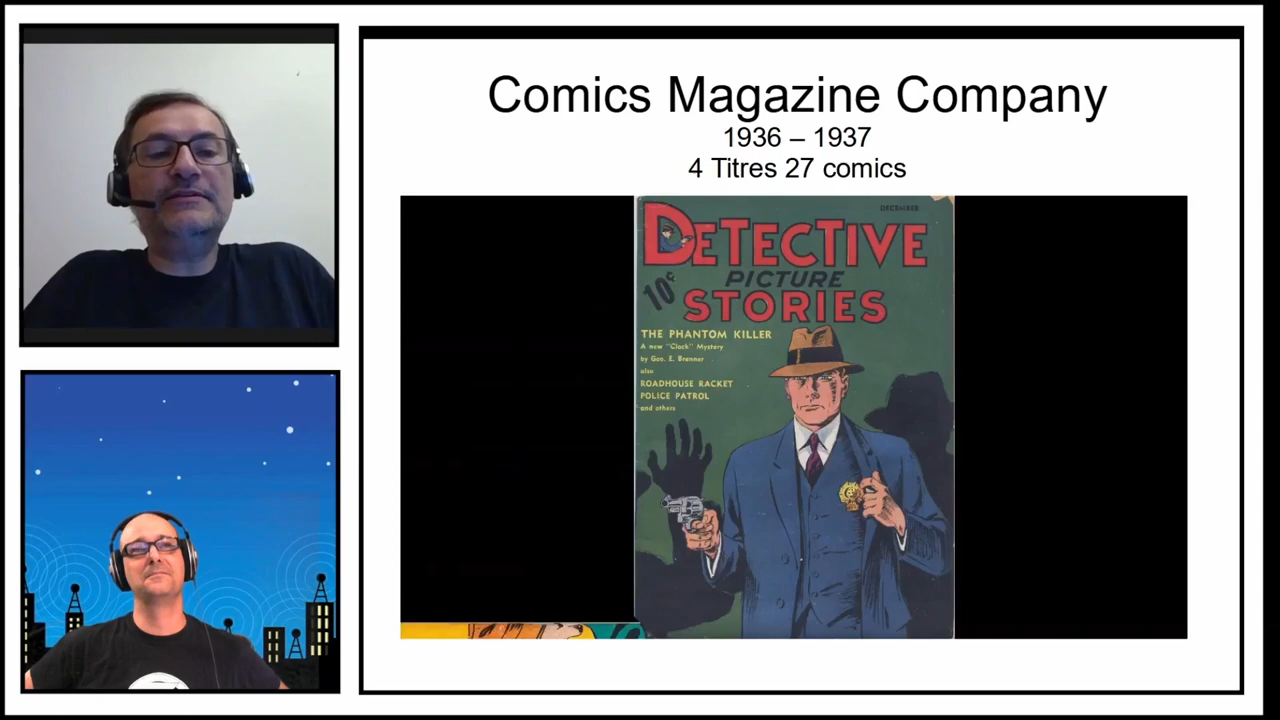 Comics Magazine Company
1936 – 1937
4 Titres 27 comics
DECEMBER
DETECTIVE
PICTURE
10¢
STORIES
THE PHANTOM KILLER
A new "Clock" Mystery
by Geo. E. Brenner
also
ROADHOUSE RACKET
POLICE PATROL
and others